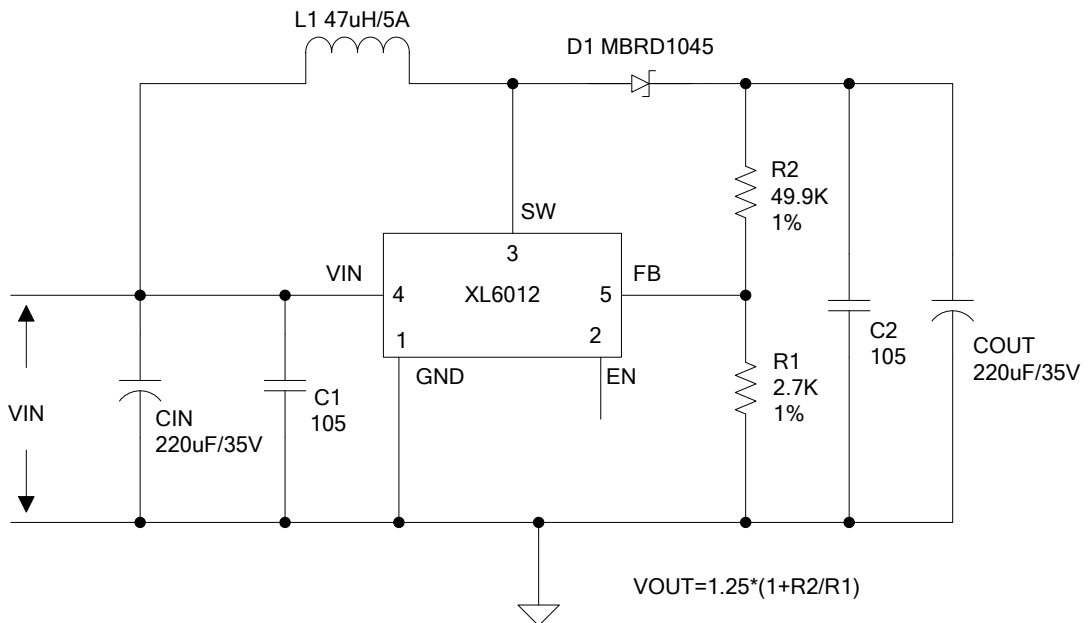 L1 47uH/5A
D1 MBRD1045
R2
49.9K
1%
SW
3
VIN
FB
4
XL6012
5
1
2
GND
EN
R1
2.7K
1%
C2
105
COUT
220uF/35V
C1
105
VIN
CIN
220uF/35V
VOUT=1.25*(1+R2/R1)